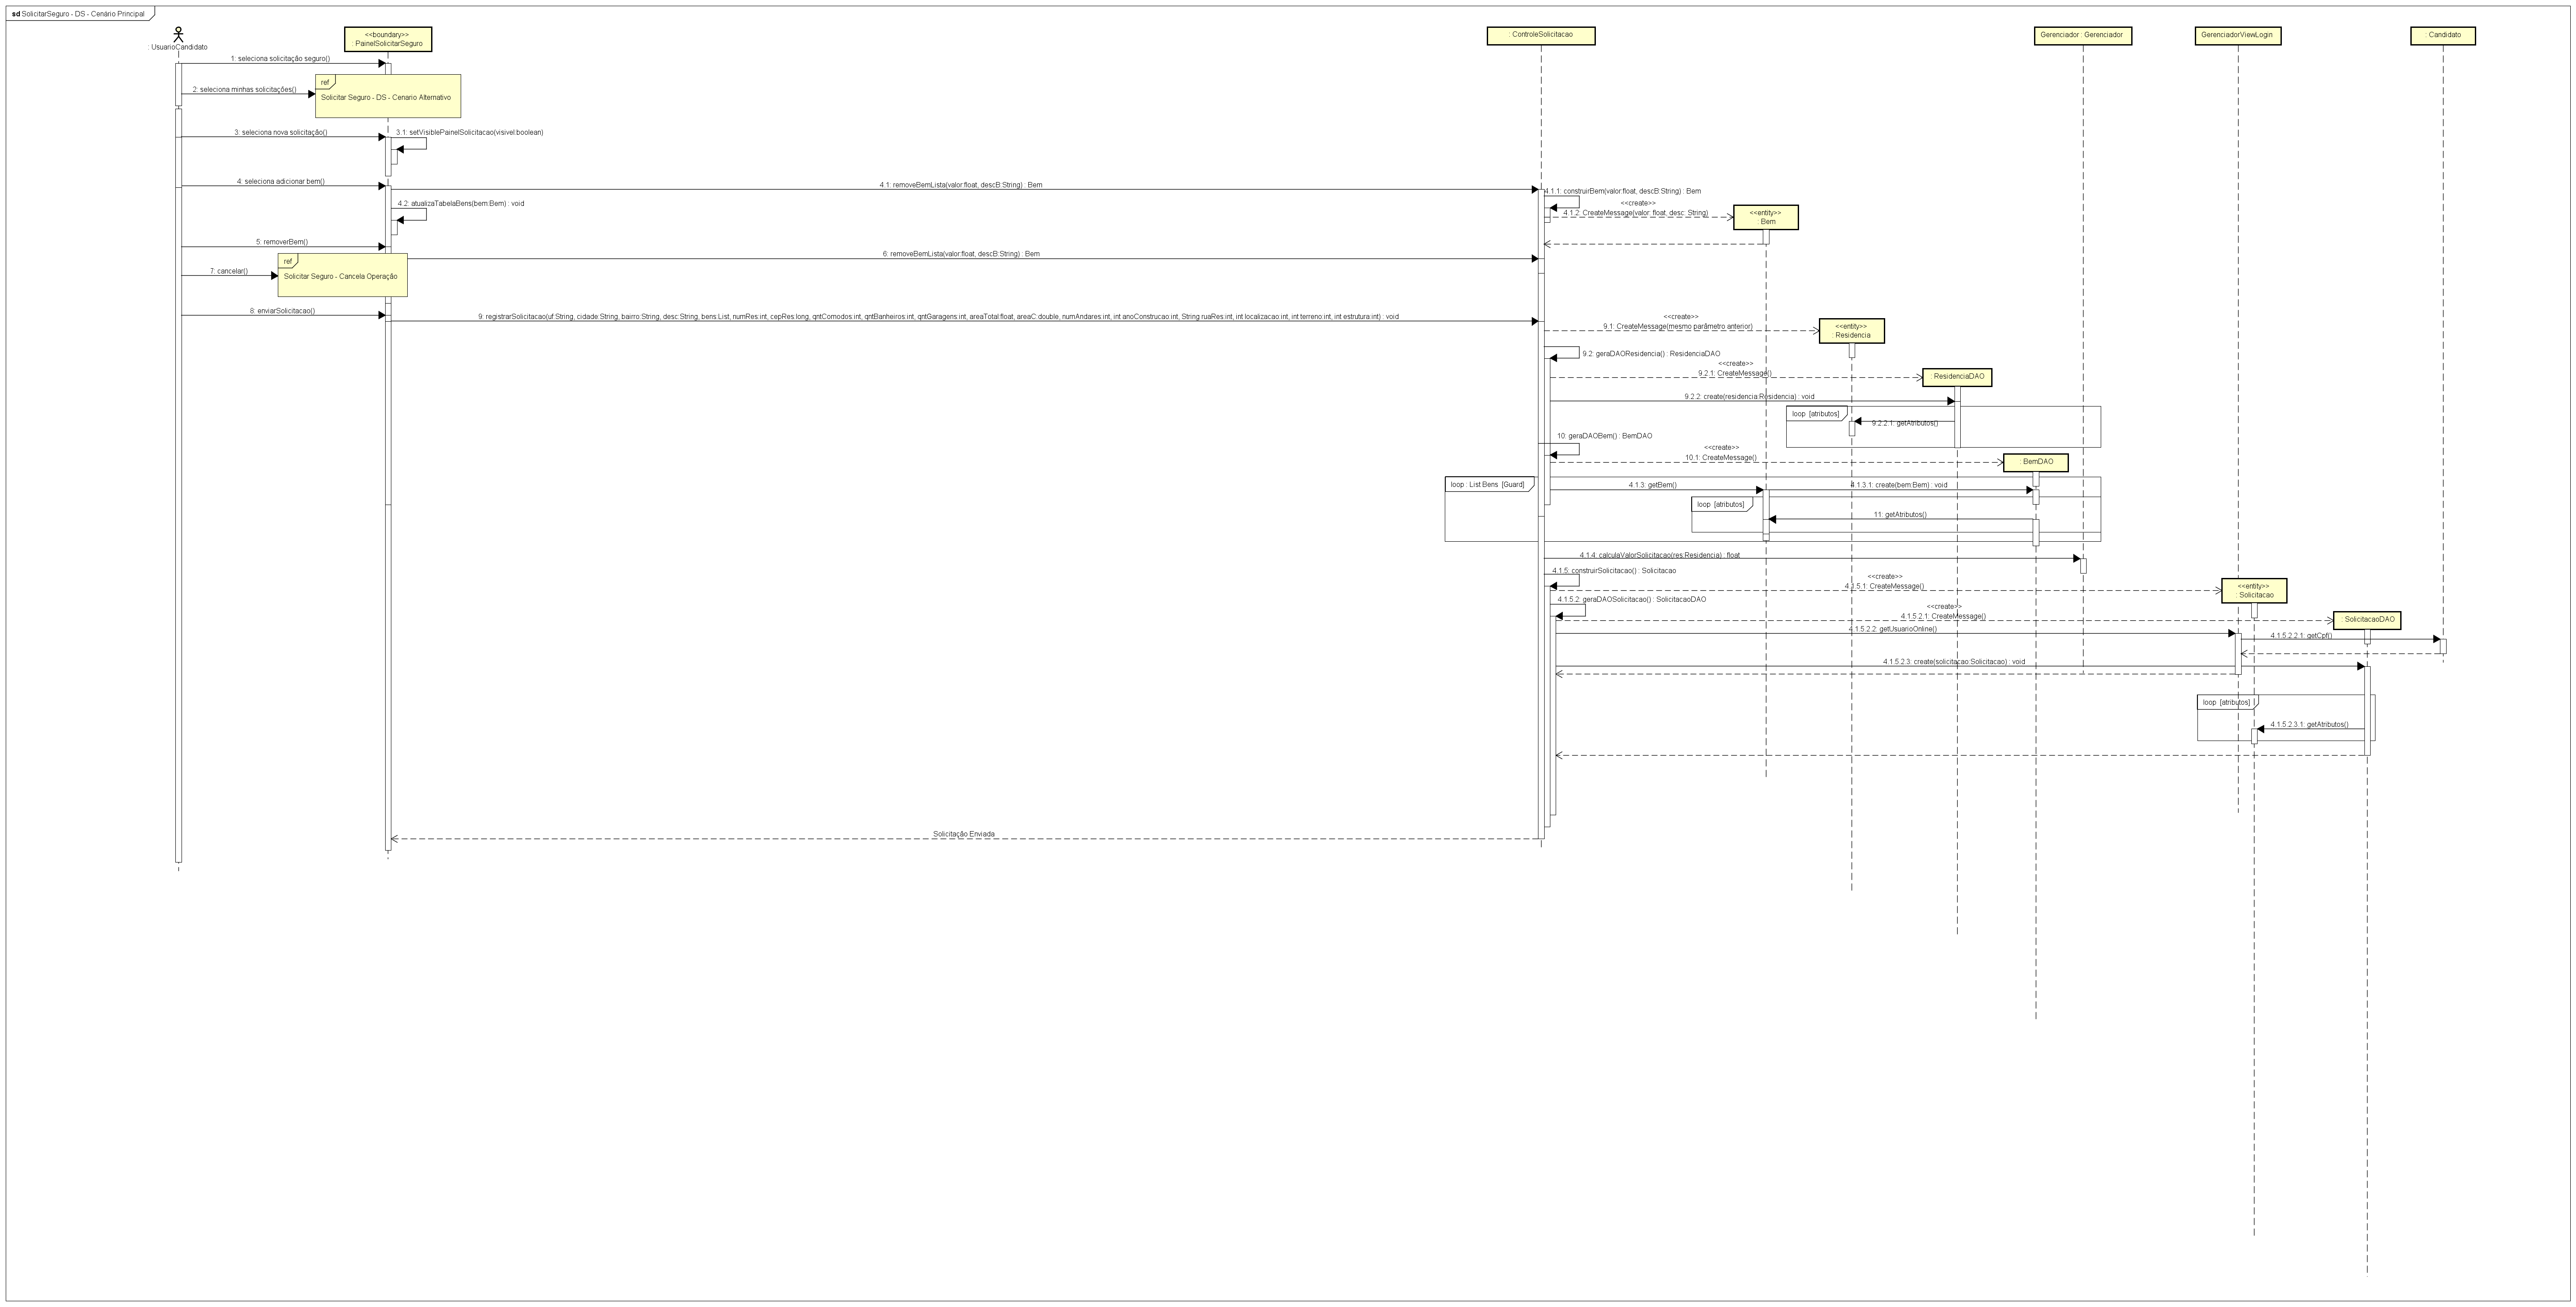 sd SolicitarSeguro - DS - Cenário Principal
: UsuarioCandidato
<<boundary>>
: PainelSolicitarSeguro
: ControleSolicitacao
Gerenciador : Gerenciador
GerenciadorViewLogin
: Candidato
1: seleciona solicitação seguro()
ref
Solicitar Seguro - DS - Cenario Alternativo
2: seleciona minhas solicitações()
3: seleciona nova solicitação()
3.1: setVisiblePainelSolicitacao(visivel:boolean)
4: seleciona adicionar bem()
4.1: removeBemLista(valor:float, descB:String) : Bem
4.1.1: construirBem(valor:float, descB:String) : Bem
4.2: atualizaTabelaBens(bem:Bem) : void
<<create>>
4.1.2: CreateMessage(valor: float, desc: String)
<<entity>>
: Bem
5: removerBem()
6: removeBemLista(valor:float, descB:String) : Bem
ref
Solicitar Seguro - Cancela Operação
7: cancelar()
8: enviarSolicitacao()
9: registrarSolicitacao(uf:String, cidade:String, bairro:String, desc:String, bens:List, numRes:int, cepRes:long, qntComodos:int, qntBanheiros:int, qntGaragens:int, areaTotal:float, areaC:double, numAndares:int, int anoConstrucao:int, String ruaRes:int, int localizacao:int, int terreno:int, int estrutura:int) : void
<<create>>
9.1: CreateMessage(mesmo parâmetro anterior)
<<entity>>
: Residencia
9.2: geraDAOResidencia() : ResidenciaDAO
<<create>>
9.2.1: CreateMessage()
: ResidenciaDAO
9.2.2: create(residencia:Residencia) : void
loop [atributos]
9.2.2.1: getAtributos()
10: geraDAOBem() : BemDAO
<<create>>
10.1: CreateMessage()
: BemDAO
loop : List Bens [Guard]
4.1.3: getBem()
4.1.3.1: create(bem:Bem) : void
loop [atributos]
11: getAtributos()
4.1.4: calculaValorSolicitacao(res:Residencia) : float
4.1.5: construirSolicitacao() : Solicitacao
<<create>>
4.1.5.1: CreateMessage()
<<entity>>
: Solicitacao
4.1.5.2: geraDAOSolicitacao() : SolicitacaoDAO
<<create>>
4.1.5.2.1: CreateMessage()
: SolicitacaoDAO
4.1.5.2.2: getUsuarioOnline()
4.1.5.2.2.1: getCpf()
4.1.5.2.3: create(solicitacao:Solicitacao) : void
loop [atributos]
4.1.5.2.3.1: getAtributos()
Solicitação Enviada